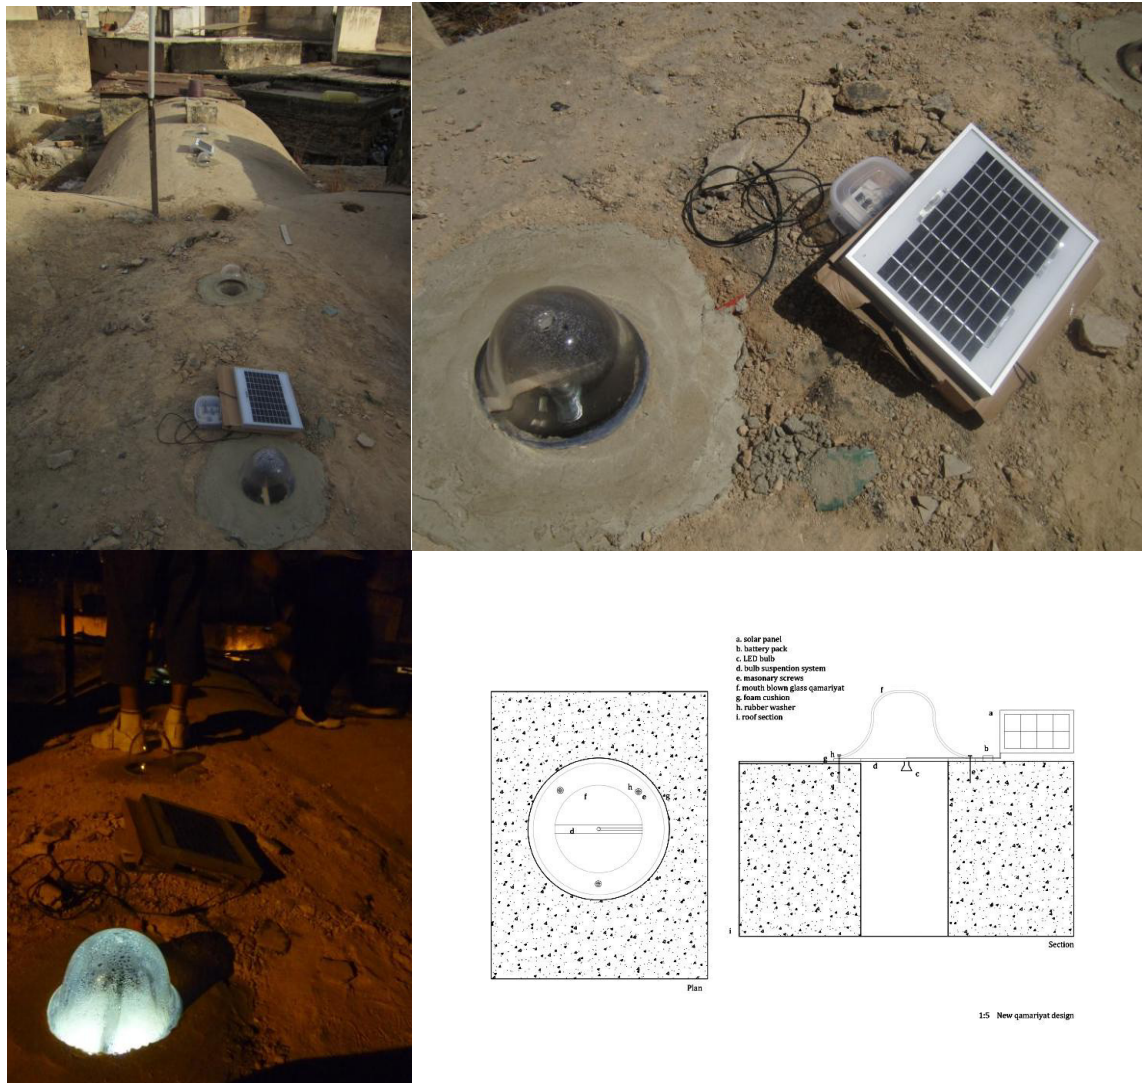 a. solar panel
b. battery pack
c. LED bulb
d. bulb suspention system
e. masonary screws
f. mouth blown glass qamariyat
g. foam cushion
h. rubber washer
i. roof section
f
a
h
b
g
d
c
e
e
i
Section
h
f
e
g
d
Plan
1:5 New qamariyat design